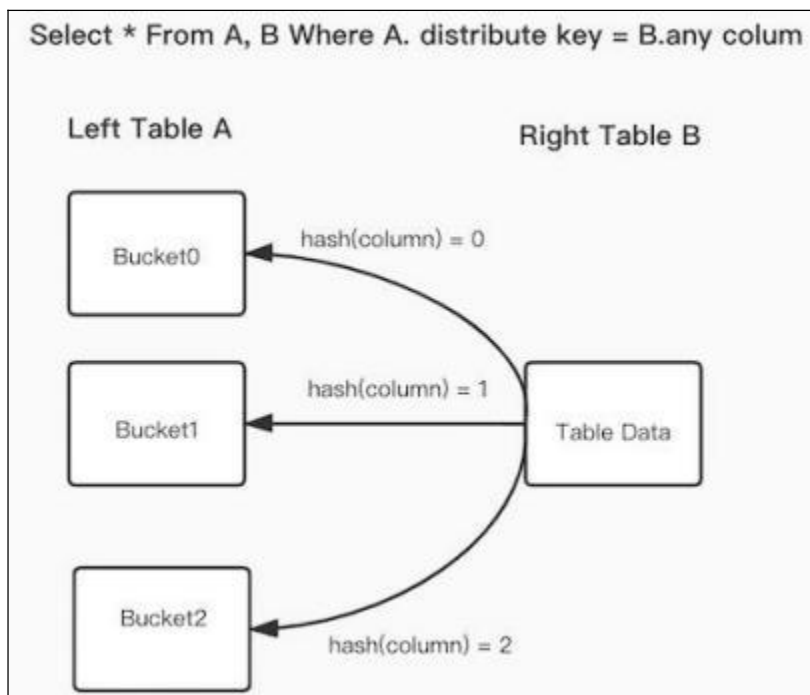 Select * From A, B Where A. distribute key = B.any colum
Left Table A
Right Table B
hash(column) = 0
Bucket0
hash(column) = 1
Bucket1
Table Data
Bucket2
hash(column) = 2